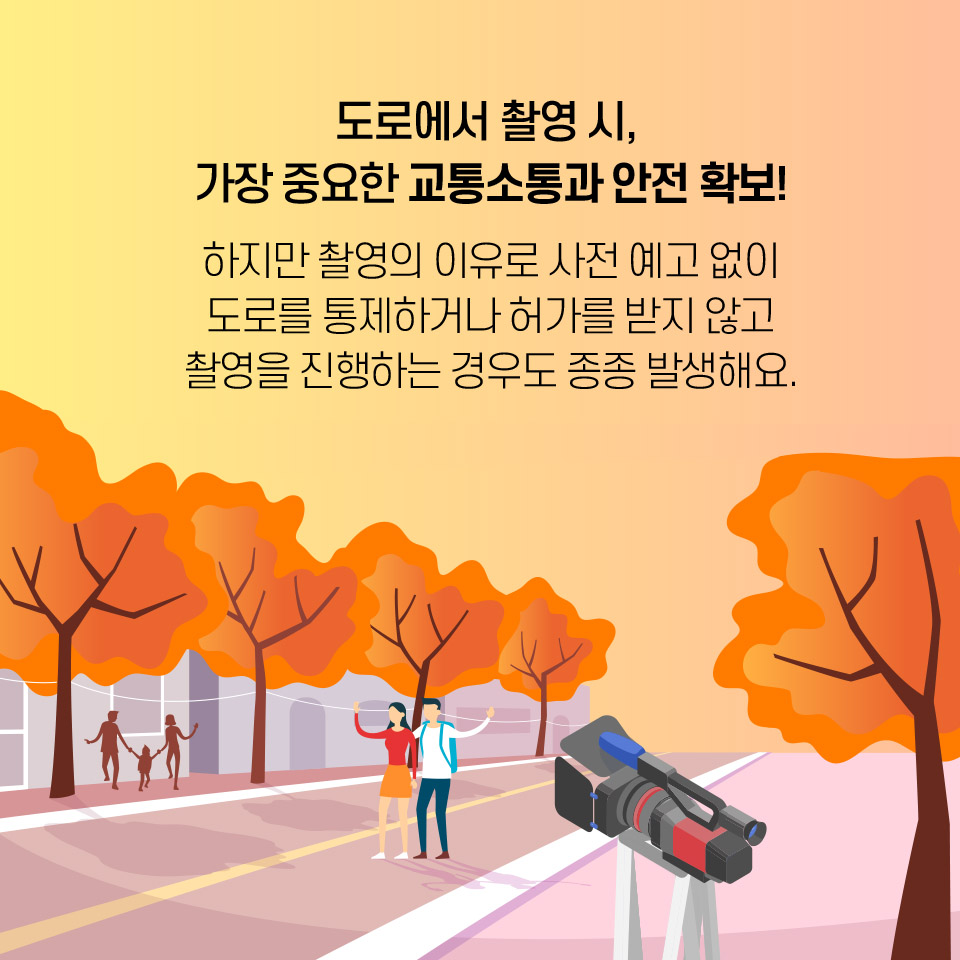 도로에서 촬영 시,
가장 중요한 교통소통과 안전 확보!
하지만 촬영의 이유로 사전 예고 없이
도로를 통제하거나 허가를 받지 않고
촬영을 진행하는 경우도 종종 발생해요.